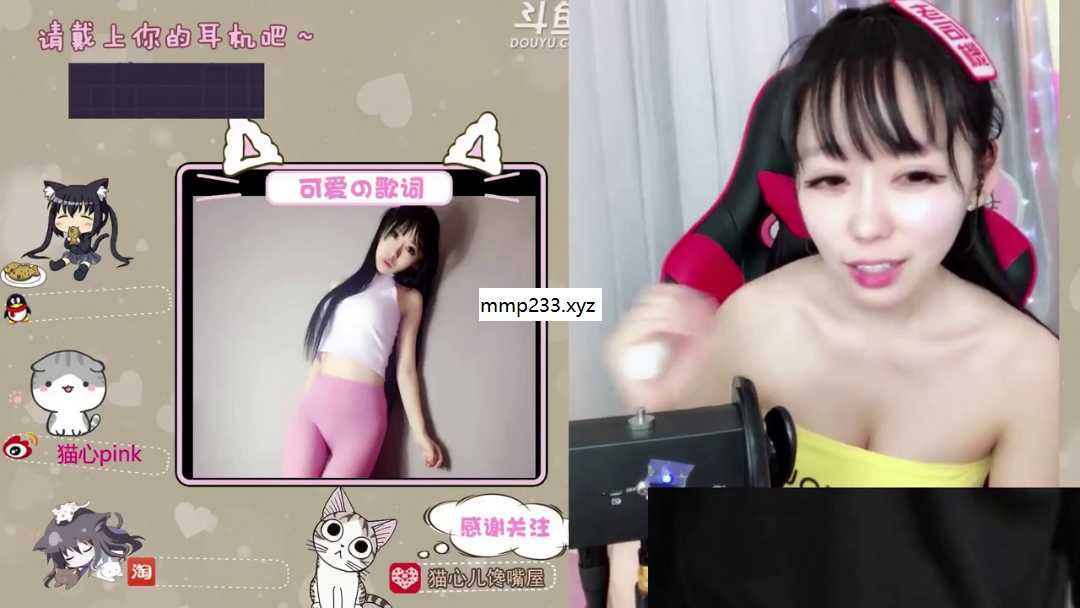 请戴上你的耳机吧～
斗鱼
DOUYU.C
可爱の歌词
mmp233.xyz
猫心pink
感谢关注
淘
猫心儿馋嘴屋